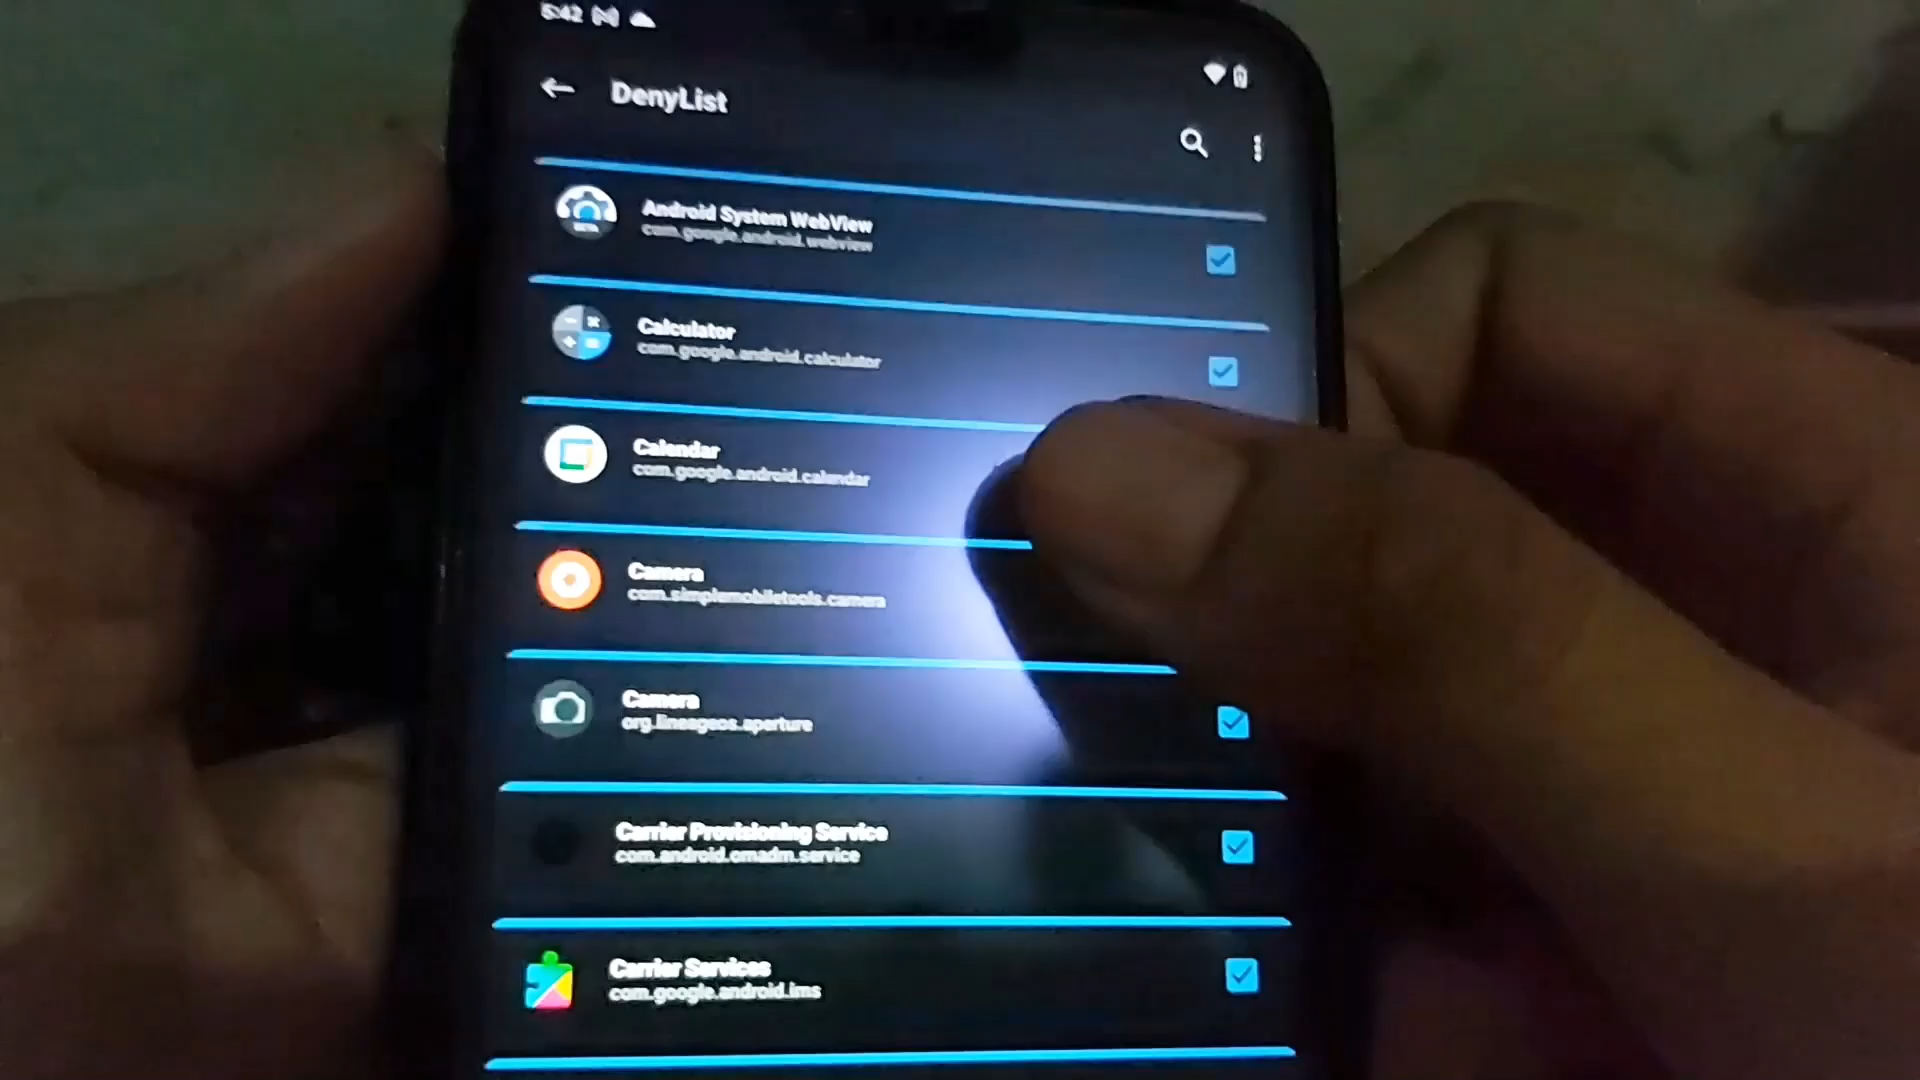 5:42
DenyList
Android System WebView
com.google.android.webview
Calculator
com.google.android.calculator
Calendar
com.google.android.calendar
Camera
com.simplemobiletools.camera
Camera
org.lineageos.aperture
Carrier Provisioning Service
com.android.omadm.service
Carrier Services
com.google.android.ims